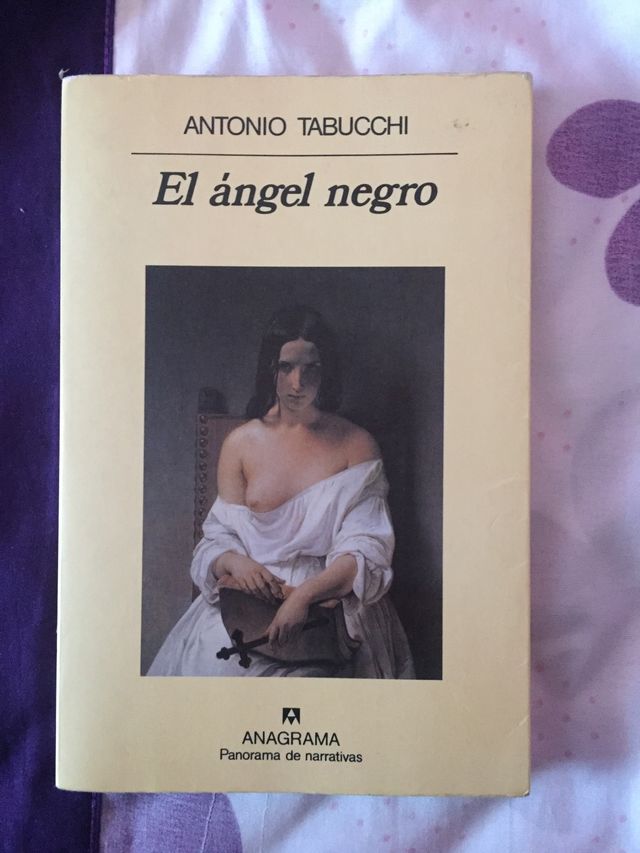 ANTONIO TABUCCHI
El ángel negro
ANAGRAMA
Panorama de narrativas